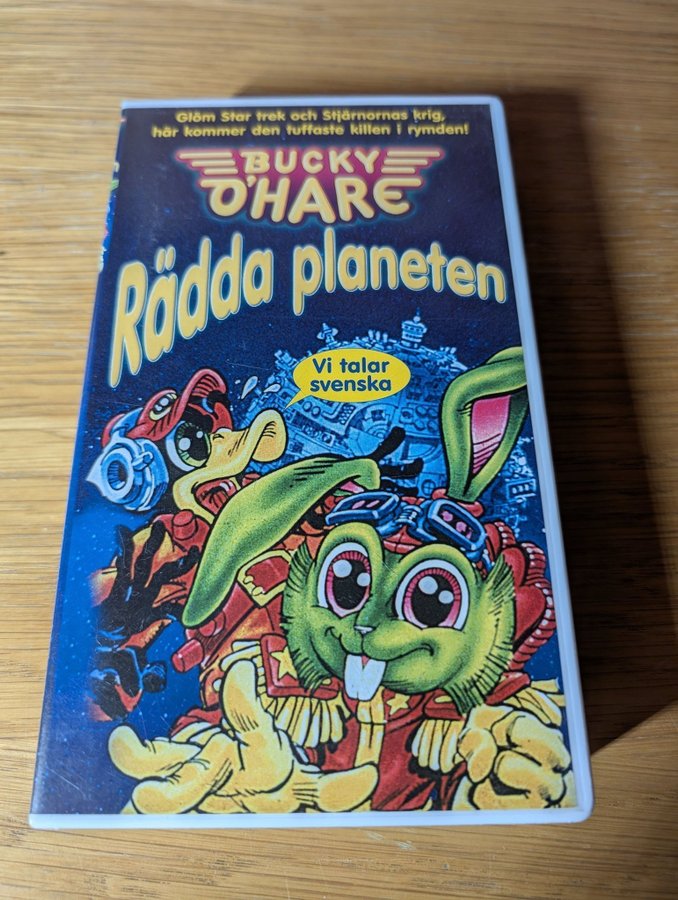 Glöm Star trek och Stjärnornas krig,
här kommer den tuffaste killen i rymden!
BUCKY
O'HARE
Rädda planeten
Vi talar
svenska